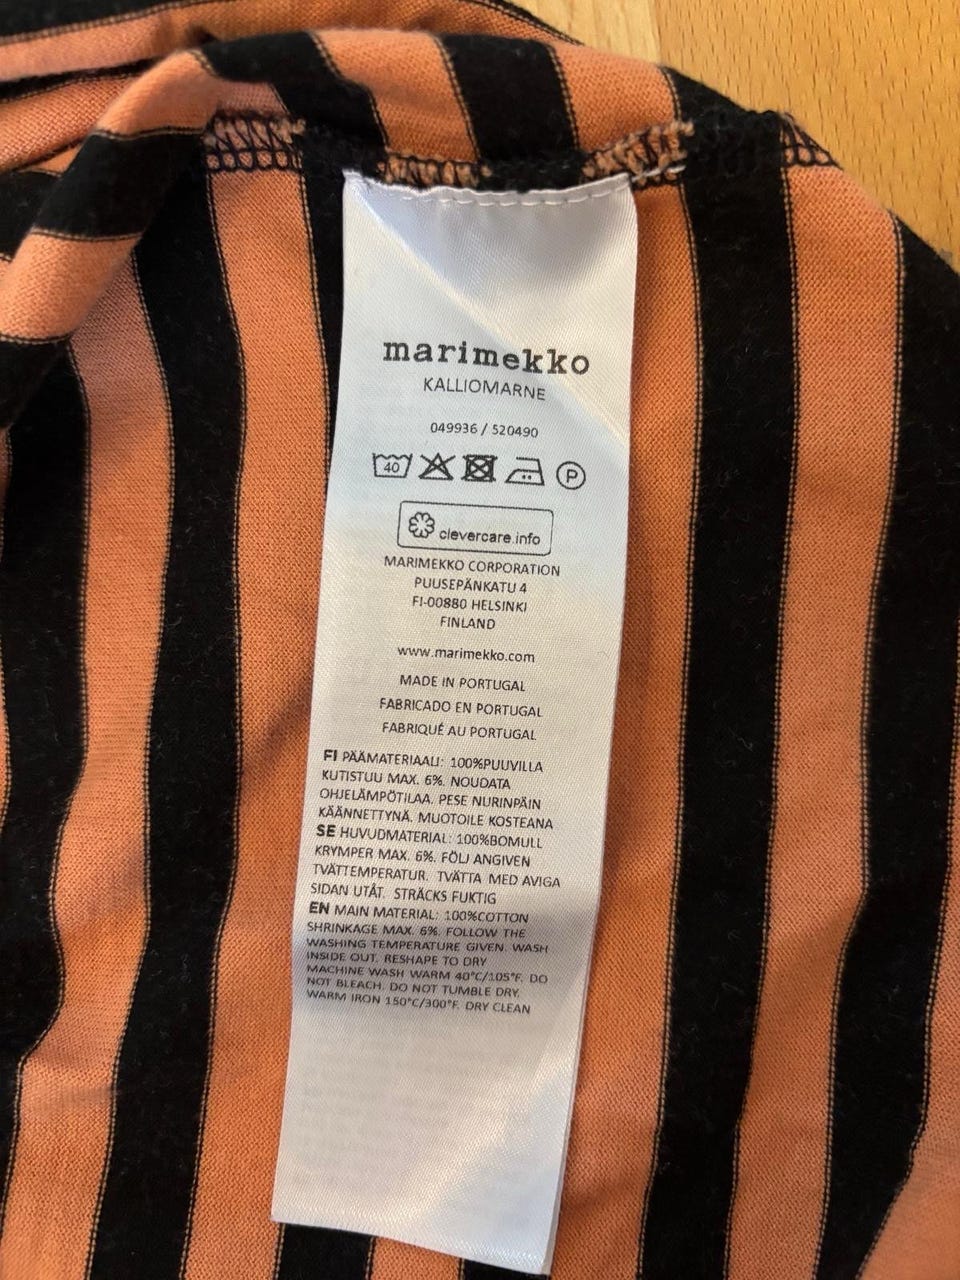 marimekko
KALLIOMARNE
049936 / 520490
40 P
clevercare.info
MARIMEKKO CORPORATION
PUUSEPÄNKATU 4
FI-00880 HELSINKI
FINLAND
www.marimekko.com
MADE IN PORTUGAL
FABRICADO EN PORTUGAL
FABRIQUÉ AU PORTUGAL
FI PÄÄMATERIAALI: 100%PUUVILLA
KUTISTUU MAX. 6%. NOUDATA
OHJELÄMPÖTILAA. PESE NURINPÄIN
KÄÄNNETTYNÄ. MUOTOILE KOSTEANA
SE HUVUDMATERIAL: 100%BOMULL
KRYMPER MAX. 6%. FÖLJ ANGIVEN
TVÄTTEMPERATUR. TVÄTTA MED AVIGA
SIDAN UTÅT. STRÄCKS FUKTIG
EN MAIN MATERIAL: 100%COTTON
SHRINKAGE MAX. 6%. FOLLOW THE
WASHING TEMPERATURE GIVEN. WASH
INSIDE OUT. RESHAPE TO DRY
MACHINE WASH WARM 40°C/105°F. DO
NOT BLEACH. DO NOT TUMBLE DRY.
WARM IRON 150°C/300°F. DRY CLEAN